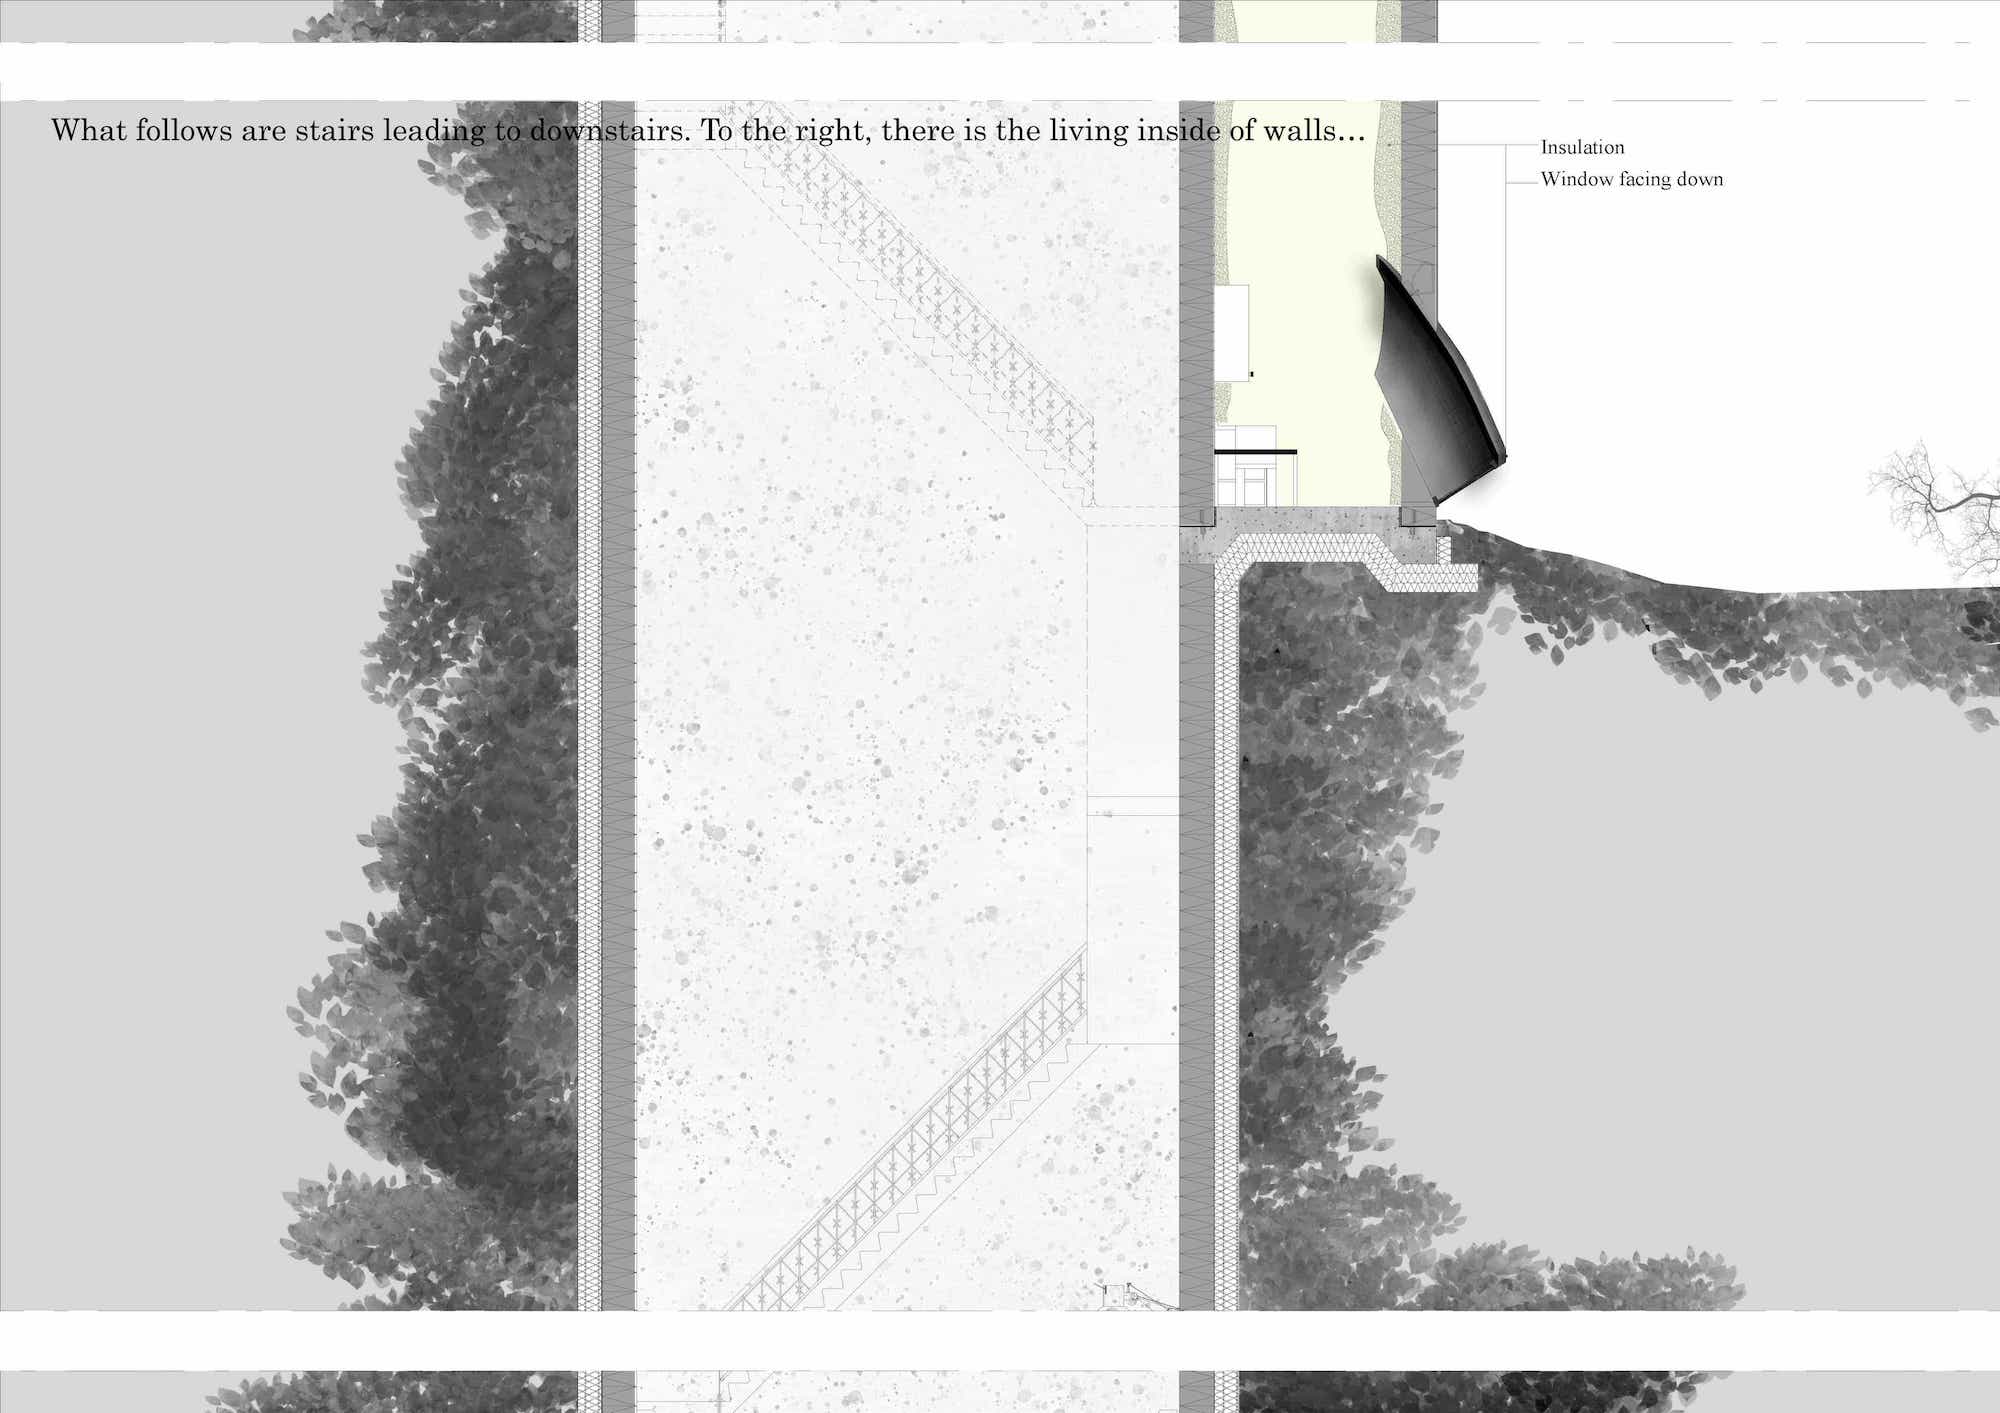 What follows are stairs leading to downstairs. To the right, there is the living inside of walls...
Insulation
Window facing down